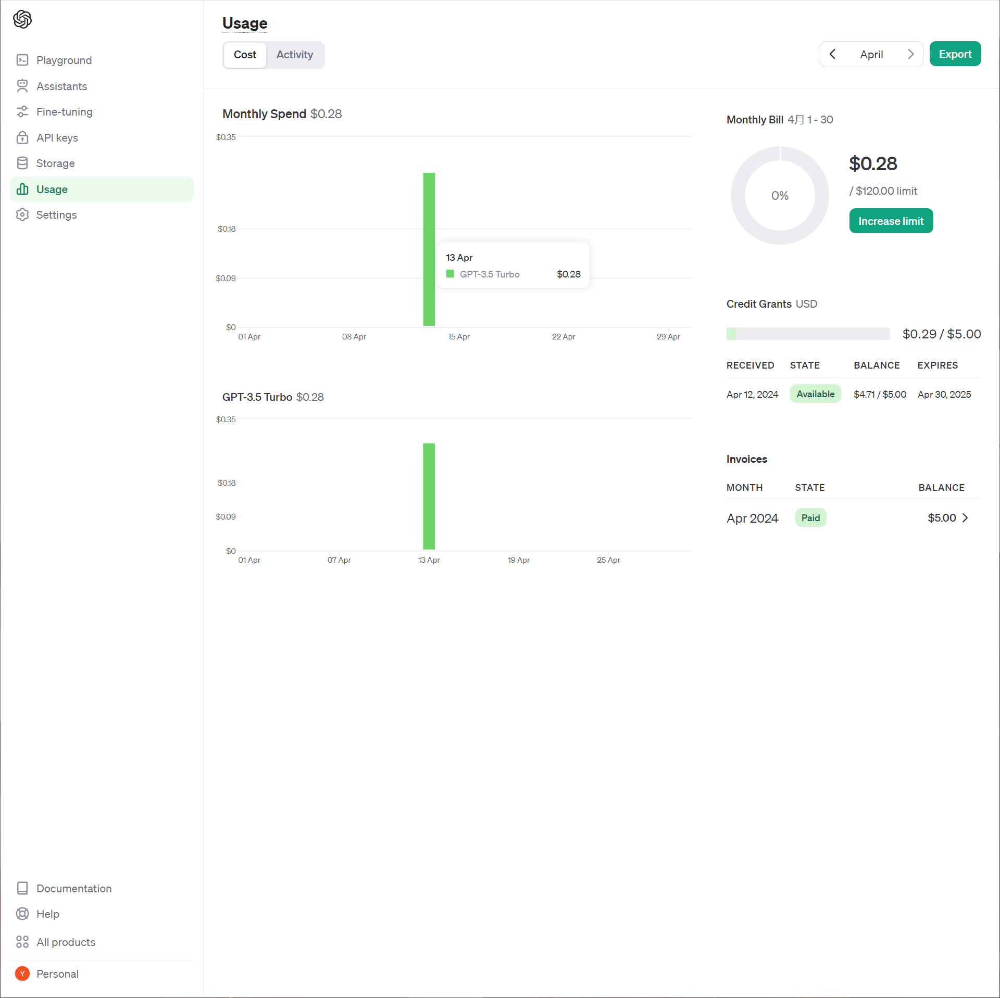 Playground
Assistants
Fine-tuning
API keys
Storage
Usage
Settings
Documentation
Help
All products
Y Personal
Usage
Cost Activity
April
Export
Monthly Spend $0.28
$0.35
$0.18
$0.09
$0
01 Apr 08 Apr 15 Apr 22 Apr 29 Apr
13 Apr
GPT-3.5 Turbo $0.28
GPT-3.5 Turbo $0.28
$0.35
$0.18
$0.09
$0
01 Apr 07 Apr 13 Apr 19 Apr 25 Apr
Monthly Bill 4月 1 - 30
0%
$0.28
/ $120.00 limit
Increase limit
Credit Grants USD
$0.29 / $5.00
RECEIVED STATE BALANCE EXPIRES
Apr 12, 2024 Available $4.71 / $5.00 Apr 30, 2025
Invoices
MONTH STATE BALANCE
Apr 2024 Paid $5.00